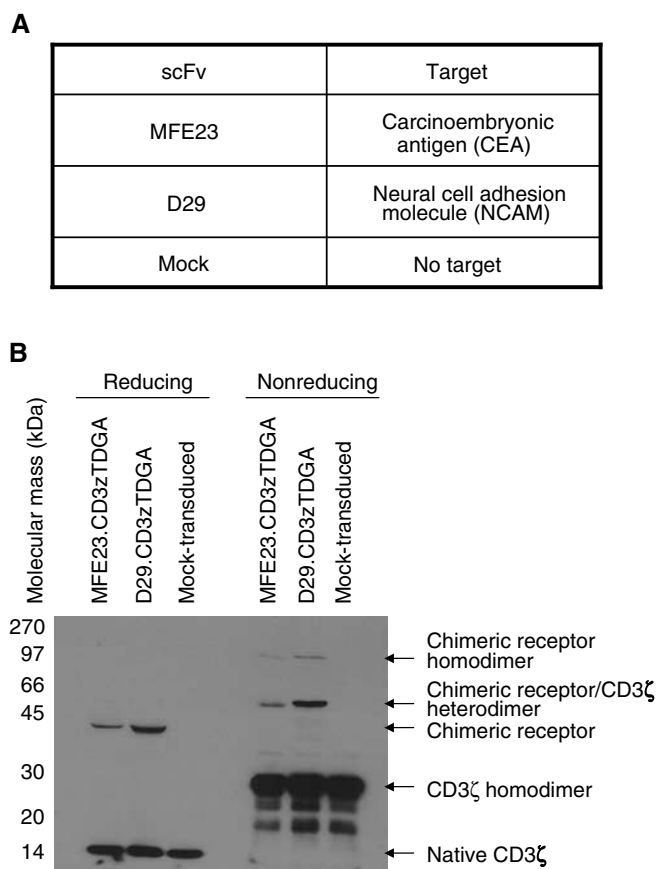 A
scFv
Target
MFE23
Carcinoembryonic
antigen (CEA)
D29
Neural cell adhesion
molecule (NCAM)
Mock
No target
B
Reducing
Nonreducing
Molecular mass (kDa)
MFE23.CD3zTDGA
D29.CD3zTDGA
Mock-transduced
MFE23.CD3zTDGA
D29.CD3zTDGA
Mock-transduced
270
97
66
45
30
20
14
Chimeric receptor
homodimer
Chimeric receptor/CD3ζ
heterodimer
Chimeric receptor
CD3ζ homodimer
Native CD3ζ